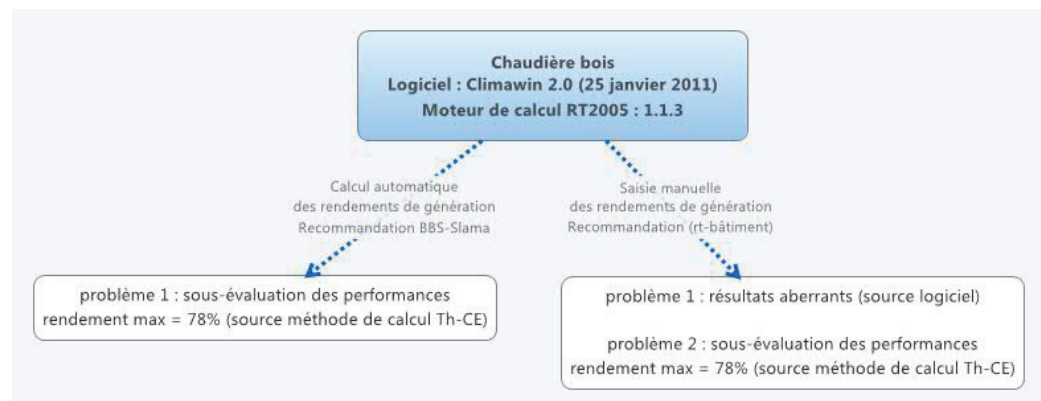 Chaudière bois
Logiciel : Climawin 2.0 (25 janvier 2011)
Moteur de calcul RT2005 : 1.1.3
Calcul automatique
des rendements de génération
Recommandation BBS-Slama
Saisie manuelle
des rendements de génération
Recommandation (rt-bâtiment)
problème 1 : sous-évaluation des performances
rendement max = 78% (source méthode de calcul Th-CE)
problème 1 : résultats aberrants (source logiciel)
problème 2 : sous-évaluation des performances
rendement max = 78% (source méthode de calcul Th-CE)